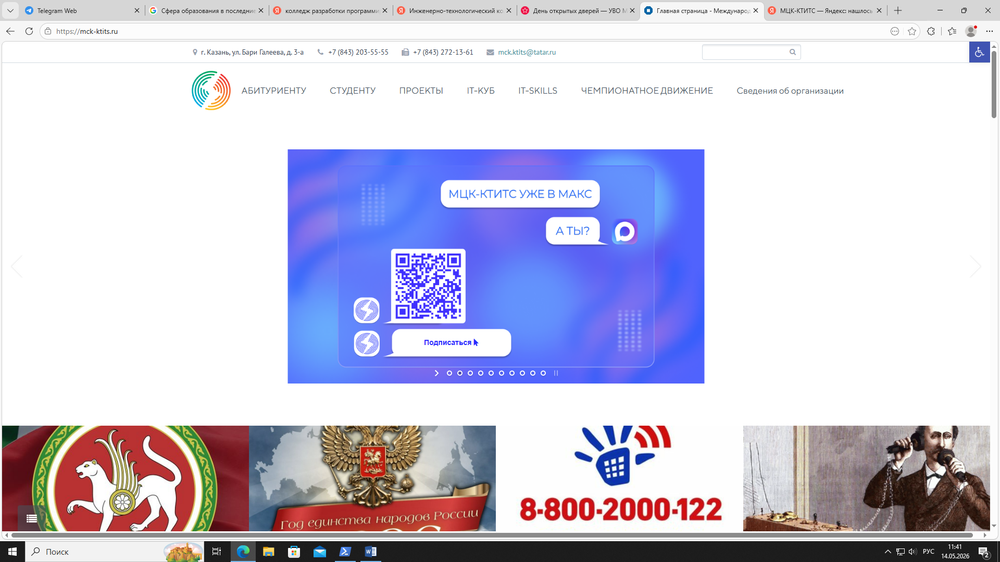 Telegram Web
Сфера образования в последние
колледж разработки программи
Инженерно-технологический ко
День открытых дверей — УВО М
Главная страница - Международ
МЦК-КТИТС — Яндекс: нашлось
https://mck-ktits.ru
г. Казань, ул. Бари Галеева, д. 3-а
+7 (843) 203-55-55
+7 (843) 272-13-61
mck.ktits@tatar.ru
АБИТУРИЕНТУ
СТУДЕНТУ
ПРОЕКТЫ
IT-КУБ
IT-SKILLS
ЧЕМПИОНАТНОЕ ДВИЖЕНИЕ
Сведения об организации
МЦК-КТИТС УЖЕ В МАКС
А ТЫ?
Подписаться
Год единства народов России
8-800-2000-122
Поиск
РУС
11:41
14.05.2026
2